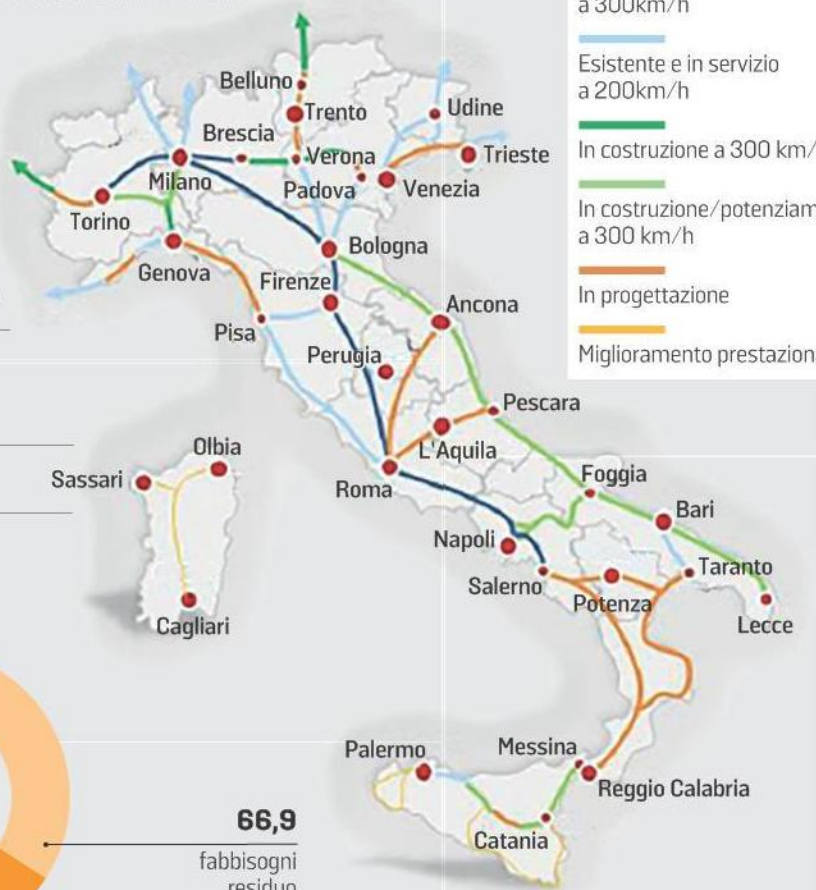 a 300km/h
Esistente e in servizio
a 200km/h
In costruzione a 300 km/
In costruzione/potenziam
a 300 km/h
In progettazione
Miglioramento prestazion
Belluno
Trento
Udine
Brescia
Verona
Trieste
Milano
Padova
Venezia
Torino
Bologna
Genova
Firenze
Ancona
Pisa
Perugia
Pescara
L'Aquila
Olbia
Sassari
Roma
Foggia
Bari
Napoli
Taranto
Salerno
Potenza
Cagliari
Lecce
Palermo
Messina
Reggio Calabria
Catania
66,9
fabbisogni
residuo